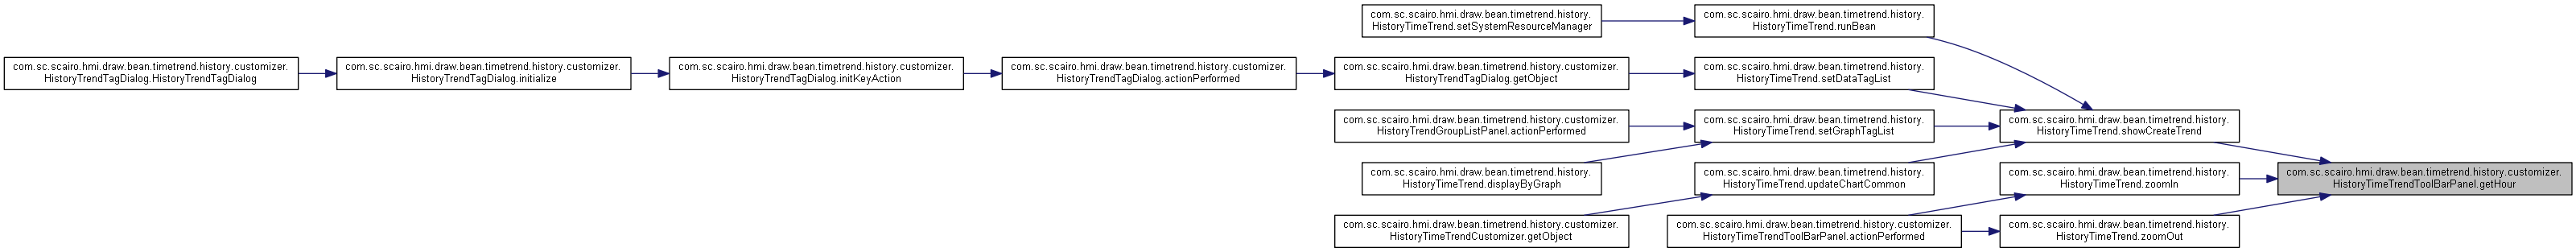 com.sc.scairo.hmi.draw.bean.timetrend.history.
HistoryTimeTrend.setSystemResourceManager
com.sc.scairo.hmi.draw.bean.timetrend.history.
HistoryTimeTrend.runBean
com.sc.scairo.hmi.draw.bean.timetrend.history.customizer.
HistoryTrendTagDialog.HistoryTrendTagDialog
com.sc.scairo.hmi.draw.bean.timetrend.history.customizer.
HistoryTrendTagDialog.initialize
com.sc.scairo.hmi.draw.bean.timetrend.history.customizer.
HistoryTrendTagDialog.initKeyAction
com.sc.scairo.hmi.draw.bean.timetrend.history.customizer.
HistoryTrendTagDialog.actionPerformed
com.sc.scairo.hmi.draw.bean.timetrend.history.customizer.
HistoryTrendTagDialog.getObject
com.sc.scairo.hmi.draw.bean.timetrend.history.
HistoryTimeTrend.setDataTagList
com.sc.scairo.hmi.draw.bean.timetrend.history.customizer.
HistoryTrendGroupListPanel.actionPerformed
com.sc.scairo.hmi.draw.bean.timetrend.history.
HistoryTimeTrend.setGraphTagList
com.sc.scairo.hmi.draw.bean.timetrend.history.
HistoryTimeTrend.showCreateTrend
com.sc.scairo.hmi.draw.bean.timetrend.history.
HistoryTimeTrend.displayByGraph
com.sc.scairo.hmi.draw.bean.timetrend.history.
HistoryTimeTrend.updateChartCommon
com.sc.scairo.hmi.draw.bean.timetrend.history.
HistoryTimeTrend.zoomIn
com.sc.scairo.hmi.draw.bean.timetrend.history.customizer.
HistoryTimeTrendToolBarPanel.getHour
com.sc.scairo.hmi.draw.bean.timetrend.history.customizer.
HistoryTimeTrendCustomizer.getObject
com.sc.scairo.hmi.draw.bean.timetrend.history.customizer.
HistoryTimeTrendToolBarPanel.actionPerformed
com.sc.scairo.hmi.draw.bean.timetrend.history.
HistoryTimeTrend.zoomOut